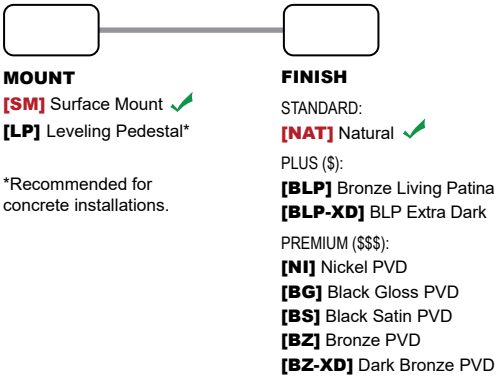 MOUNT
[SM] Surface Mount
[LP] Leveling Pedestal*
*Recommended for
concrete installations.
FINISH
STANDARD:
[NAT] Natural
PLUS ($):
[BLP] Bronze Living Patina
[BLP-XD] BLP Extra Dark
PREMIUM ($$$):
[NI] Nickel PVD
[BG] Black Gloss PVD
[BS] Black Satin PVD
[BZ] Bronze PVD
[BZ-XD] Dark Bronze PVD